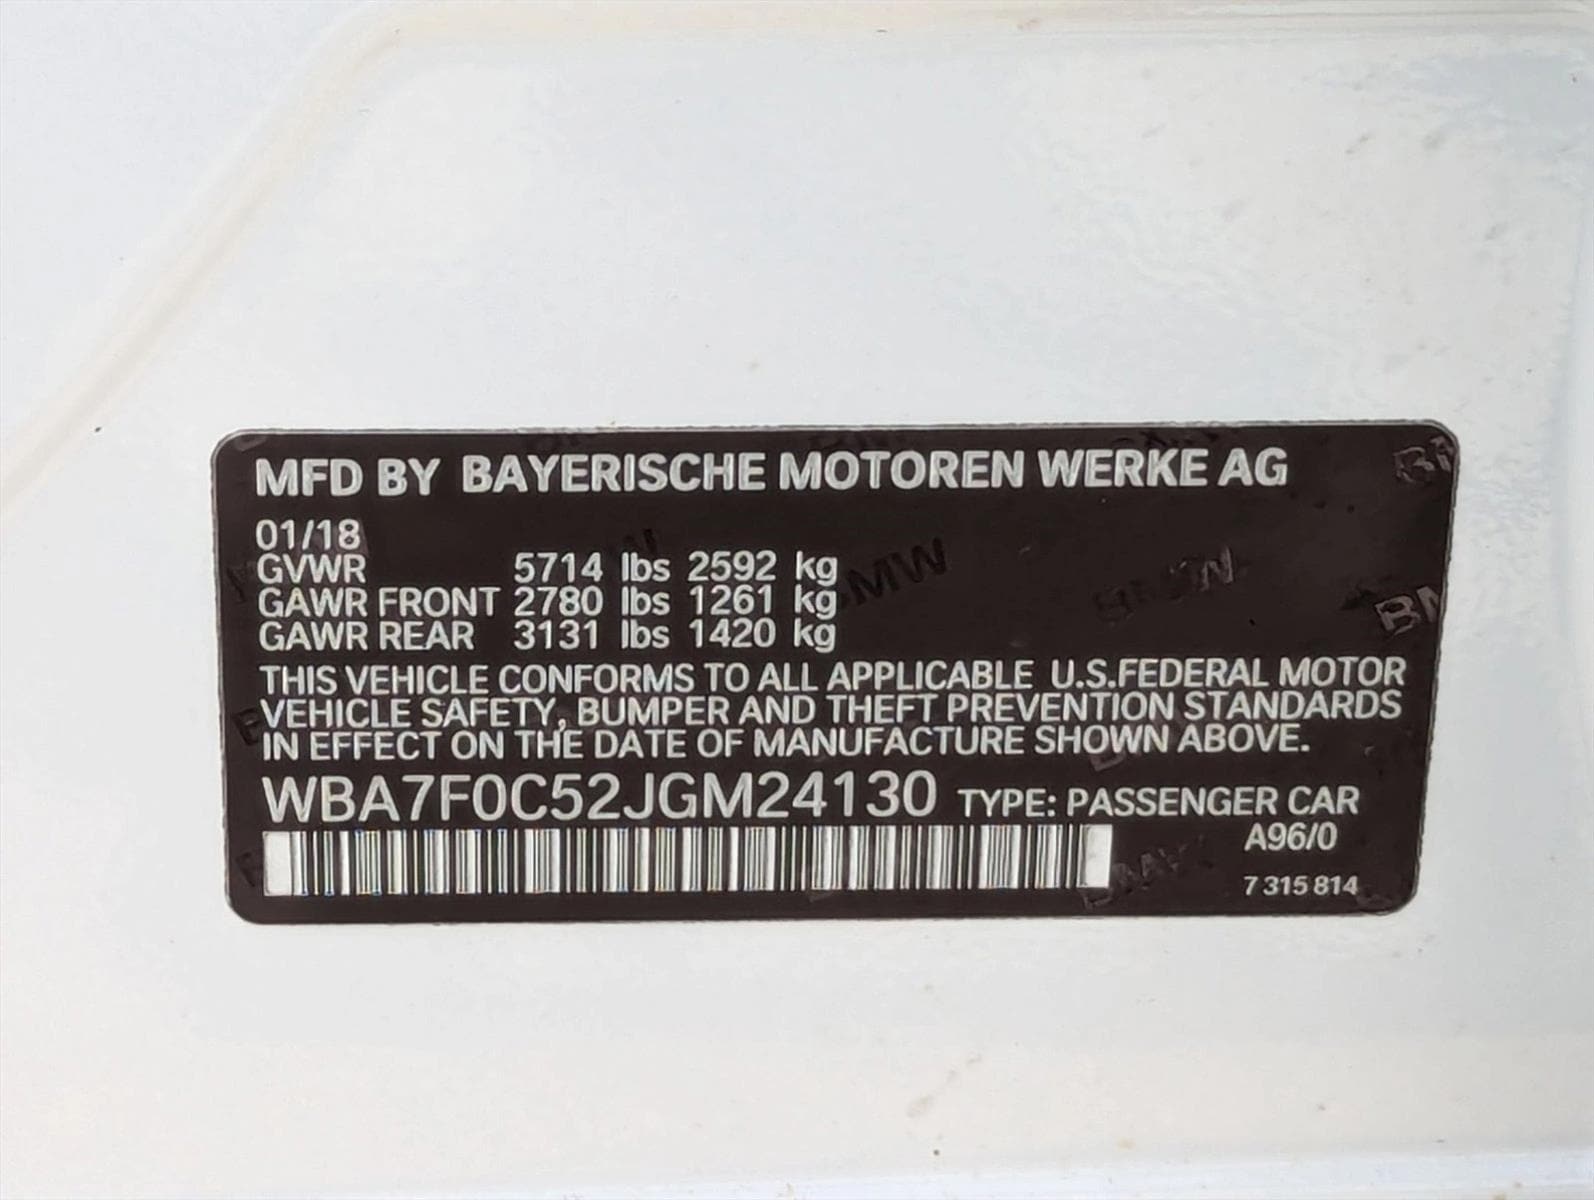 MFD BY BAYERISCHE MOTOREN WERKE AG
01/18
GVWR 5714 lbs 2592 kg
GAWR FRONT 2780 lbs 1261 kg
GAWR REAR 3131 lbs 1420 kg
THIS VEHICLE CONFORMS TO ALL APPLICABLE U.S.FEDERAL MOTOR
VEHICLE SAFETY, BUMPER AND THEFT PREVENTION STANDARDS
IN EFFECT ON THE DATE OF MANUFACTURE SHOWN ABOVE.
WBA7F0C52JGM24130 TYPE: PASSENGER CAR
A96/0
7 315 814